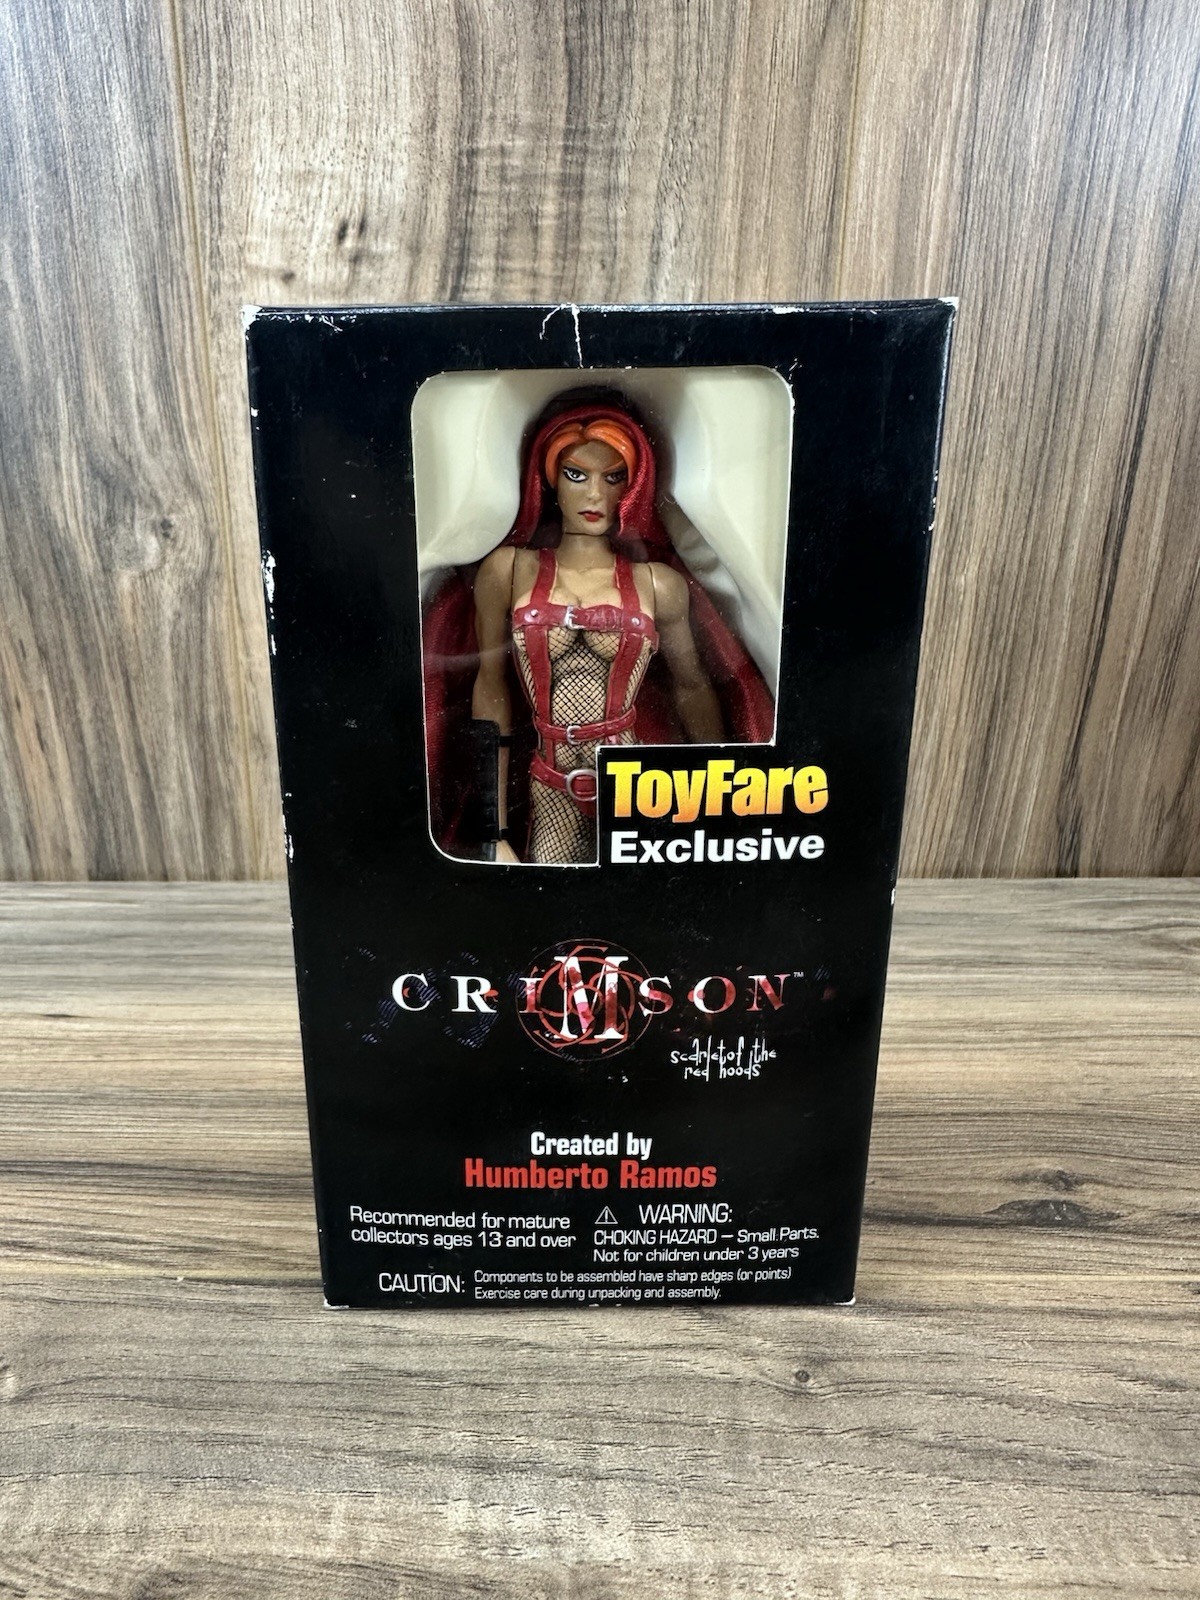 ToyFare
Exclusive
CRIMSON™
scarlet of the
red hoods
Created by
Humberto Ramos
Recommended for mature
collectors ages 13 and over
⚠ WARNING:
CHOKING HAZARD – Small Parts.
Not for children under 3 years
CAUTION: Components to be assembled have sharp edges (or points)
Exercise care during unpacking and assembly.